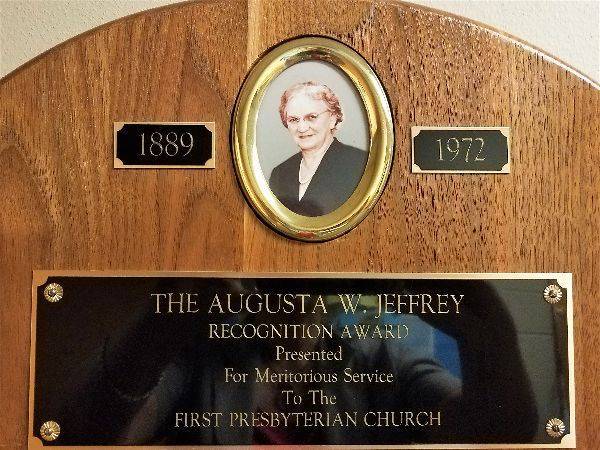 1889
1972
THE AUGUSTA W. JEFFREY
RECOGNITION AWARD
Presented
For Meritorious Service
To The
FIRST PRESBYTERIAN CHURCH